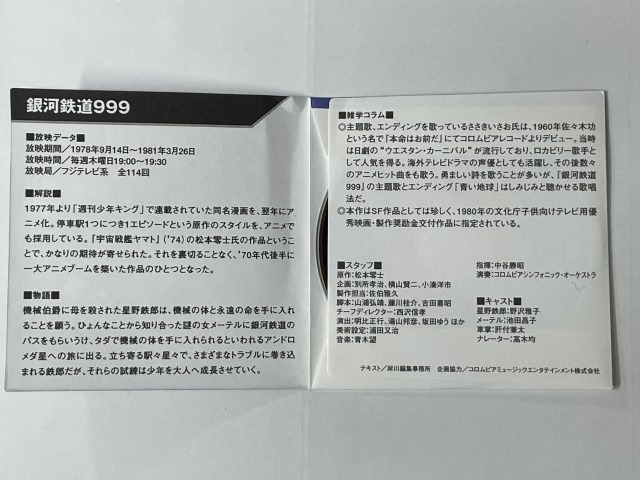 銀河鉄道999
■放映データ■
放映期間／1978年9月14日〜1981年3月26日
放映時間／毎週木曜日19:00〜19:30
放映局／フジテレビ系　全114回
■解説■
1977年より「週刊少年キング」で連載されていた同名漫画を、翌年にアニ
メ化。停車駅1つにつき1エピソードという原作のスタイルを、アニメで
も採用している。「宇宙戦艦ヤマト」（'74）の松本零士氏の作品というこ
とで、かなりの期待が寄せられた。それを裏切ることなく、'70年代後半に
一大アニメブームを築いた作品のひとつとなった。
■物語■
機械伯爵に母を殺された星野鉄郎は、機械の体と永遠の命を手に入れ
ることを願う。ひょんなことから知り合った謎の女メーテルに銀河鉄道の
パスをもらいうけ、タダで機械の体を手に入れられるといわれるアンドロ
メダ星への旅に出る。立ち寄る駅々星々で、さまざまなトラブルに巻き込
まれる鉄郎だが、それらの試練は少年を大人へ成長させていく。
■雑学コラム■
◎主題歌、エンディングを歌っているささきいさお氏は、1960年佐々木功
という名で「本命はお前だ」にてコロムビアレコードよりデビュー。当時
は日劇の“ウエスタン・カーニバル”が流行しており、ロカビリー歌手と
して人気を得る。海外テレビドラマの声優としても活躍し、その後数々
のアニメヒット曲をも歌う。勇ましい詩を歌うことが多いが、「銀河鉄道
999」の主題歌とエンディング「青い地球」はしみじみと聴かせる歌唱
法だ。
◎本作はSF作品としては珍しく、1980年の文化庁子供向けテレビ用優
秀映画・製作奨励金交付作品に指定されている。
■スタッフ■
原作：松本零士
企画：別所孝治、横山賢二、小湊洋市
製作担当：佐伯雅久
脚本：山浦弘靖、藤川桂介、吉田喜昭
チーフディレクター：西沢信孝
演出：明比正行、湯山邦彦、坂田ゆう ほか
美術設定：浦田又治
音楽：青木望
指揮：中谷勝昭
演奏：コロムビアシンフォニック・オーケストラ
■キャスト■
星野鉄郎：野沢雅子
メーテル：池田昌子
車掌：肝付兼太
ナレーター：高木均
テキスト／岸川編集事務所　企画協力／コロムビアミュージックエンタテインメント株式会社